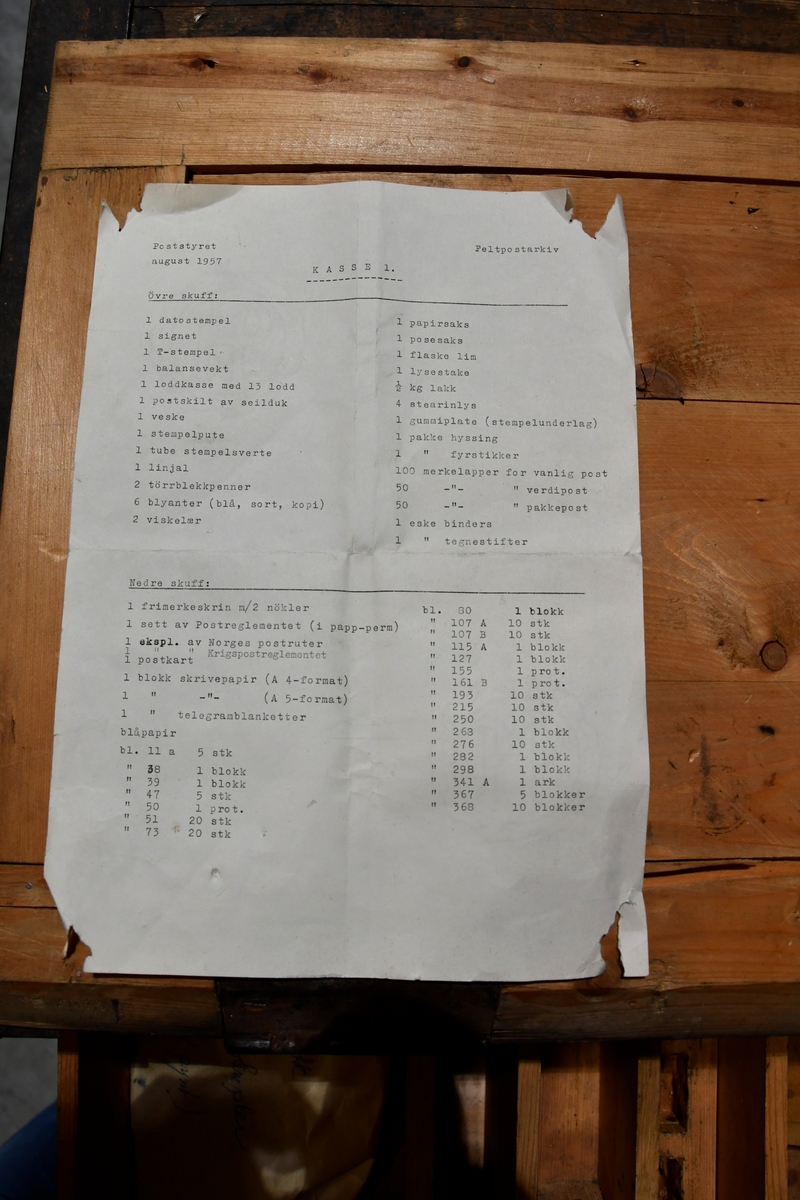 Poststyret
august 1957
Feltpostarkiv
K A S S E 1.
Övre skuff:
1 datostempel
1 signet
1 T-stempel
1 balansevekt
1 loddkasse med 13 lodd
1 postskilt av seilduk
1 veske
1 stempelpute
1 tube stempelsverte
1 linjal
2 törrblekkpenner
6 blyanter (blå, sort, kopi)
2 viskelær
1 papirsaks
1 posesaks
1 flaske lim
1 lysestake
½ kg lakk
4 stearinlys
1 gummiplate (stempelunderlag)
1 pakke hyssing
1 " fyrstikker
100 merkelapper for vanlig post
50 -"- " verdipost
50 -"- " pakkepost
1 eske binders
1 " tegnestifter
Nedre skuff:
1 frimerkeskrin m/2 nökler
1 sett av Postreglementet (i papp-perm)
1 ekspl. av Norges postruter
1 " " Krigspostreglementet
1 postkart
1 blokk skrivepapir (A 4-format)
1 " -"- (A 5-format)
1 " telegramblanketter
blåpapir
bl. 11 a 5 stk
" 38 1 blokk
" 39 1 blokk
" 47 5 stk
" 50 1 prot.
" 51 20 stk
" 73 20 stk
bl. 80 1 blokk
" 107 A 10 stk
" 107 B 10 stk
" 115 A 1 blokk
" 127 1 blokk
" 155 1 prot.
" 161 B 1 prot.
" 193 10 stk
" 215 10 stk
" 250 10 stk
" 268 1 blokk
" 276 10 stk
" 282 1 blokk
" 298 1 blokk
" 341 A 1 ark
" 367 5 blokker
" 368 10 blokker